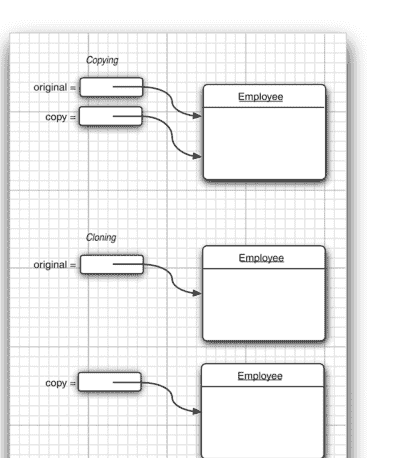 Copying
original =
copy =
Employee
Cloning
original =
Employee
copy =
Employee